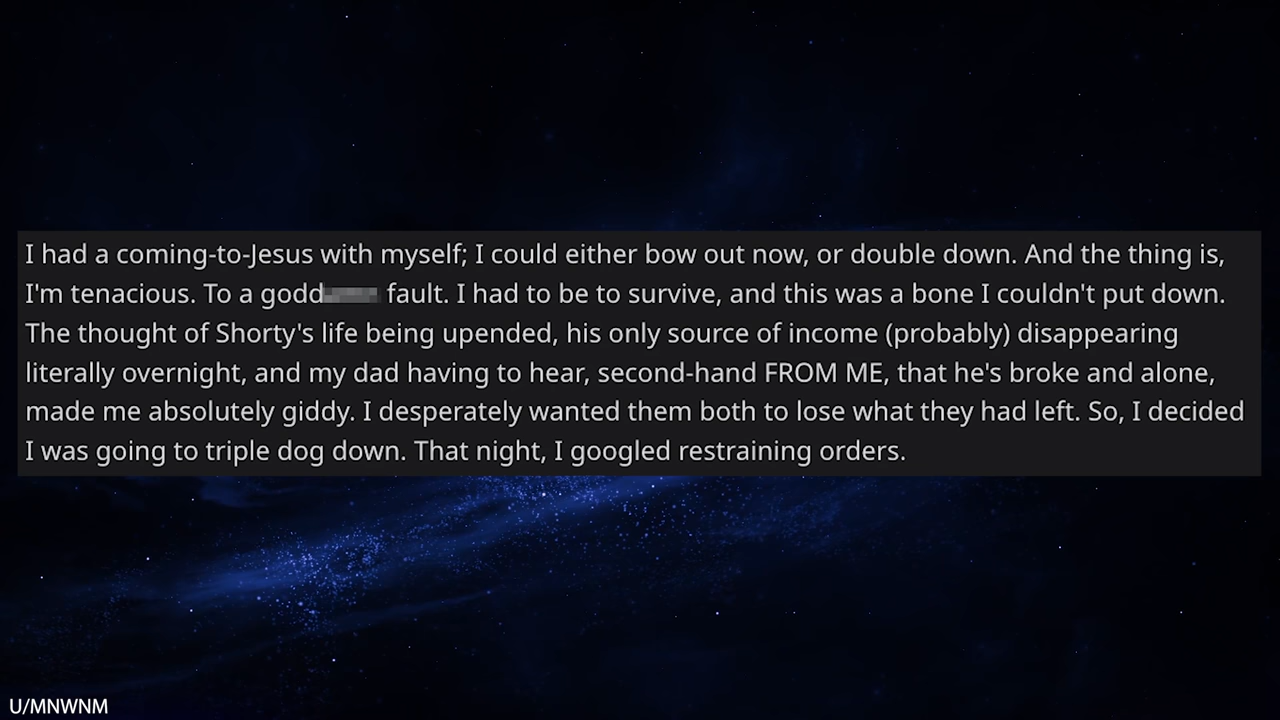 I had a coming-to-Jesus with myself; I could either bow out now, or double down. And the thing is,
I'm tenacious. To a godd fault. I had to be to survive, and this was a bone I couldn't put down.
The thought of Shorty's life being upended, his only source of income (probably) disappearing
literally overnight, and my dad having to hear, second-hand FROM ME, that he's broke and alone,
made me absolutely giddy. I desperately wanted them both to lose what they had left. So, I decided
I was going to triple dog down. That night, I googled restraining orders.
U/MNWNM